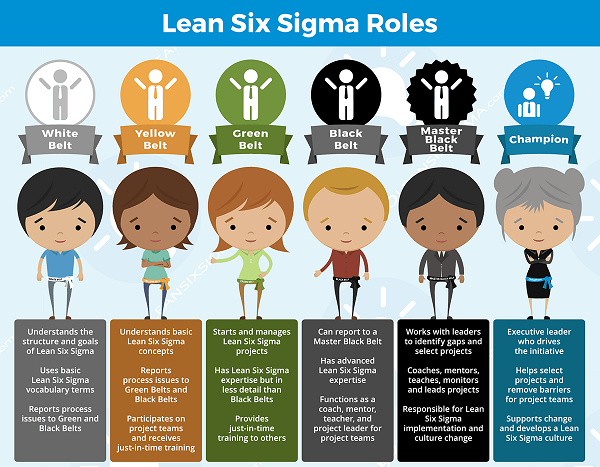 Lean Six Sigma Roles
White
Belt
Yellow
Belt
Green
Belt
Black
Belt
Master
Black
Belt
Champion
Understands the
structure and goals
of Lean Six Sigma
Uses basic
Lean Six Sigma
vocabulary terms
Reports process
issues to Green and
Black Belts
Understands basic
Lean Six Sigma
concepts
Reports
process issues to
Green Belts and
Black Belts
Participates on
project teams
and receives
just-in-time training
Starts and manages
Lean Six Sigma
projects
Has Lean Six Sigma
expertise but in
less detail than
Black Belts
Provides
just-in-time
training to others
Can report to a
Master Black Belt
Has advanced
Lean Six Sigma
expertise
Functions as a
coach, mentor,
teacher, and
project leader for
project teams
Works with leaders
to identify gaps and
select projects
Coaches, mentors,
teaches, monitors
and leads projects
Responsible for Lean
Six Sigma
implementation and
culture change
Executive leader
who drives
the initiative
Helps select
projects and
remove barriers
for project teams
Supports change
and develops a Lean
Six Sigma culture